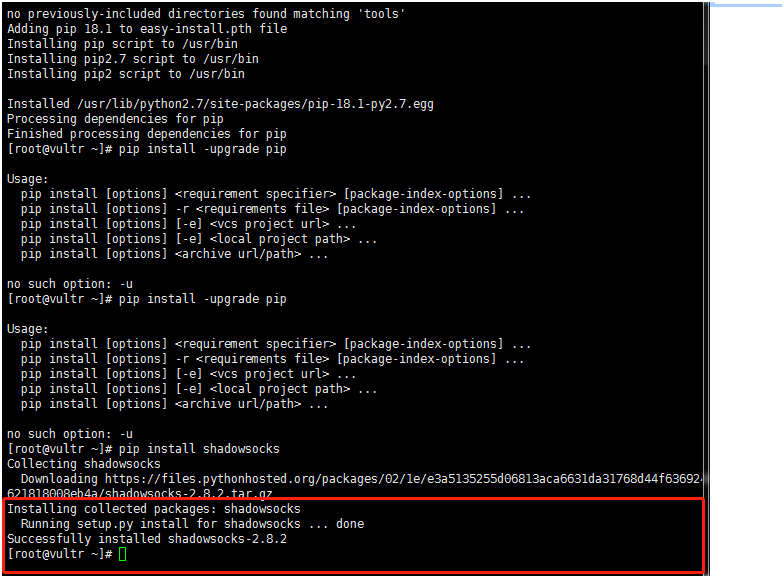 no previously-included directories found matching 'tools'
Adding pip 18.1 to easy-install.pth file
Installing pip script to /usr/bin
Installing pip2.7 script to /usr/bin
Installing pip2 script to /usr/bin
Installed /usr/lib/python2.7/site-packages/pip-18.1-py2.7.egg
Processing dependencies for pip
Finished processing dependencies for pip
[root@vultr ~]# pip install -upgrade pip
Usage:
pip install [options] <requirement specifier> [package-index-options] ...
pip install [options] -r <requirements file> [package-index-options] ...
pip install [options] [-e] <vcs project url> ...
pip install [options] [-e] <local project path> ...
pip install [options] <archive url/path> ...
no such option: -u
[root@vultr ~]# pip install -upgrade pip
Usage:
pip install [options] <requirement specifier> [package-index-options] ...
pip install [options] -r <requirements file> [package-index-options] ...
pip install [options] [-e] <vcs project url> ...
pip install [options] [-e] <local project path> ...
pip install [options] <archive url/path> ...
no such option: -u
[root@vultr ~]# pip install shadowsocks
Collecting shadowsocks
Downloading https://files.pythonhosted.org/packages/02/1e/e3a5135255d06813aca6631da31768d44f636924
621818008eb4a/shadowsocks-2.8.2.tar.gz
Installing collected packages: shadowsocks
Running setup.py install for shadowsocks ... done
Successfully installed shadowsocks-2.8.2
[root@vultr ~]#